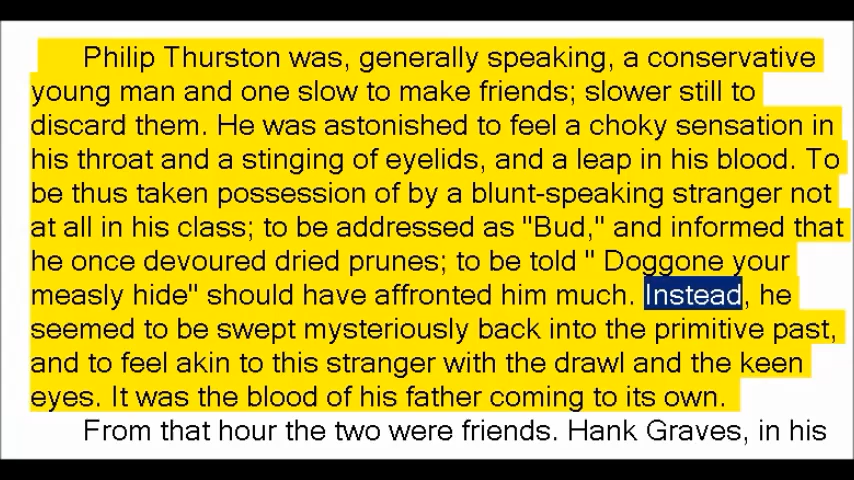 Philip Thurston was, generally speaking, a conservative
young man and one slow to make friends; slower still to
discard them. He was astonished to feel a choky sensation in
his throat and a stinging of eyelids, and a leap in his blood. To
be thus taken possession of by a blunt-speaking stranger not
at all in his class; to be addressed as "Bud," and informed that
he once devoured dried prunes; to be told " Doggone your
measly hide" should have affronted him much. Instead, he
seemed to be swept mysteriously back into the primitive past,
and to feel akin to this stranger with the drawl and the keen
eyes. It was the blood of his father coming to its own.
From that hour the two were friends. Hank Graves, in his